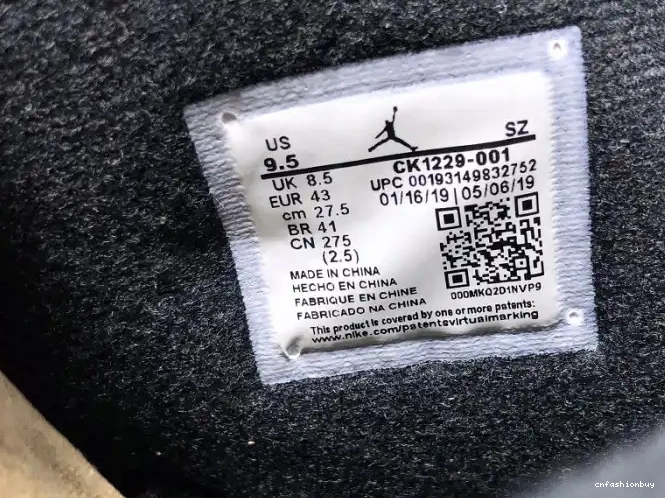 US SZ
9.5 CK1229-001
UK 8.5 UPC 00193149832752
EUR 43 01/16/19 | 05/06/19
cm 27.5
BR 41
CN 275
(2.5)
MADE IN CHINA
HECHO EN CHINA
FABRIQUE EN CHINE
FABRICADO NA CHINA
000MKQ2D1NVP9
This product is covered by one or more patents:
www.nike.com/patentsvirtualmarking
cnfashionbuy